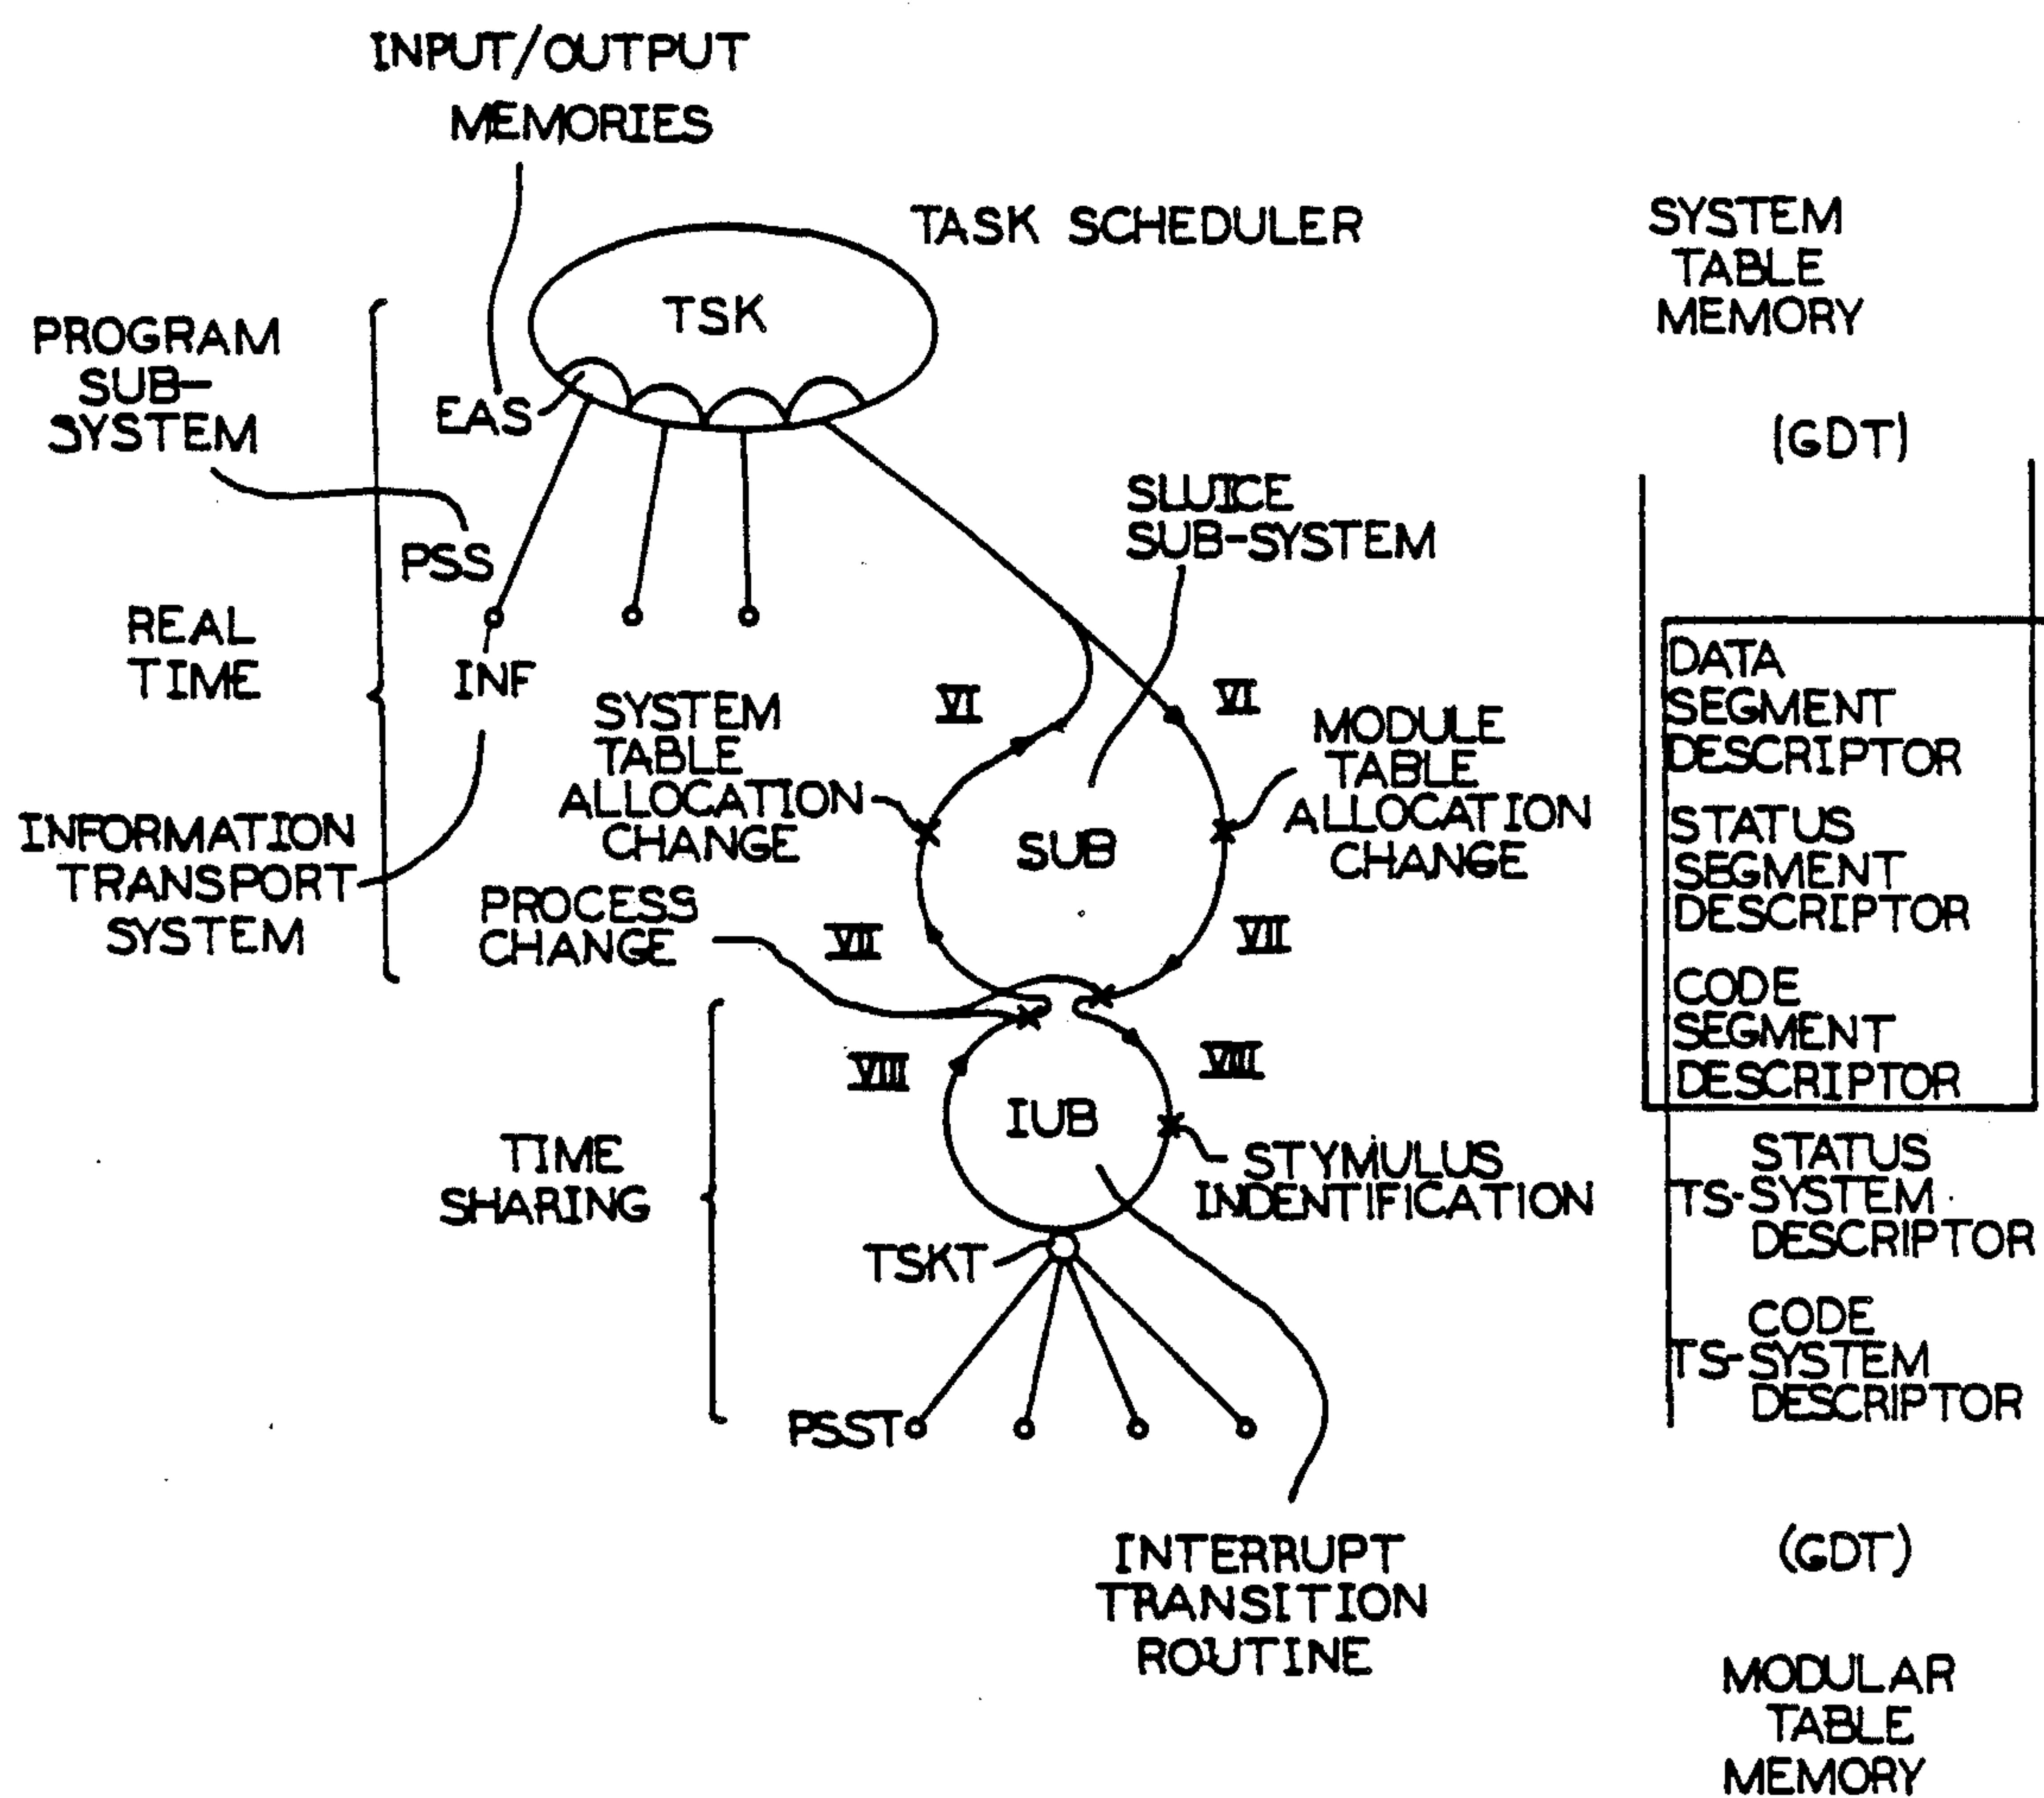 INPUT/OUTPUT
MEMORIES
TASK SCHEDULER
TSK
EAS
PROGRAM
SUB-
SYSTEM
PSS
REAL
TIME
INF
INFORMATION
TRANSPORT
SYSTEM
SLUICE
SUB-SYSTEM
VI
VI
SYSTEM
TABLE
ALLOCATION
CHANGE
SUB
MODULE
TABLE
ALLOCATION
CHANGE
PROCESS
CHANGE
VII
VII
VIII
VIII
IUB
TIME
SHARING
STYMULUS
INDENTIFICATION
TSKT
PSST
INTERRUPT
TRANSITION
ROUTINE
SYSTEM
TABLE
MEMORY
(GDT)
DATA
SEGMENT
DESCRIPTOR
STATUS
SEGMENT
DESCRIPTOR
CODE
SEGMENT
DESCRIPTOR
STATUS
TS-SYSTEM
DESCRIPTOR
CODE
TS-SYSTEM
DESCRIPTOR
(GDT)
MODULAR
TABLE
MEMORY